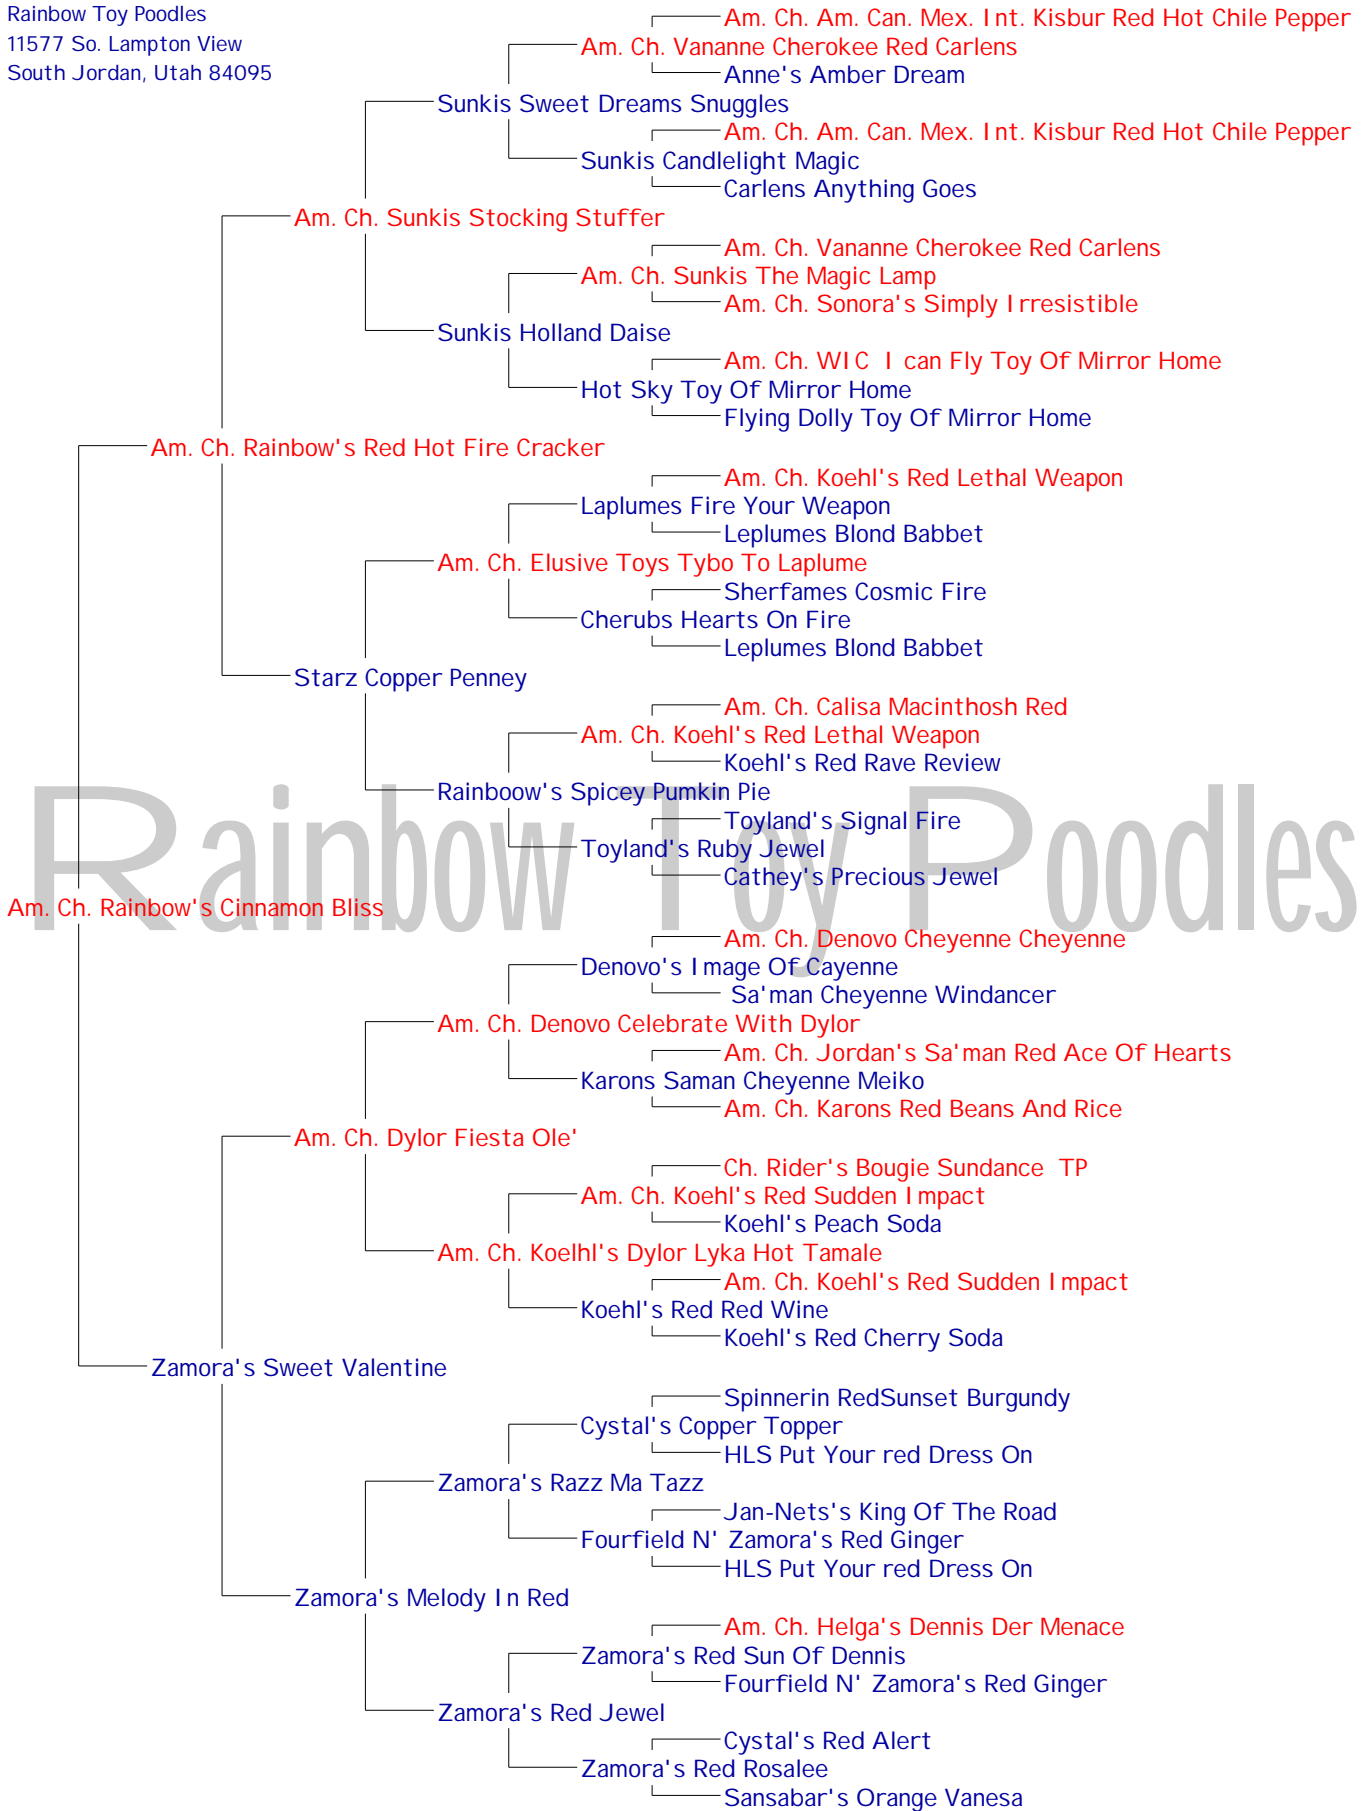 Rainbow Toy Poodles
11577 So. Lampton View
South Jordan, Utah 84095
Am. Ch. Am. Can. Mex. Int. Kisbur Red Hot Chile Pepper
Am. Ch. Vananne Cherokee Red Carlens
Anne's Amber Dream
Sunkis Sweet Dreams Snuggles
Am. Ch. Am. Can. Mex. Int. Kisbur Red Hot Chile Pepper
Sunkis Candlelight Magic
Carlens Anything Goes
Am. Ch. Sunkis Stocking Stuffer
Am. Ch. Vananne Cherokee Red Carlens
Am. Ch. Sunkis The Magic Lamp
Am. Ch. Sonora's Simply Irresistible
Sunkis Holland Daise
Am. Ch. WIC I can Fly Toy Of Mirror Home
Hot Sky Toy Of Mirror Home
Flying Dolly Toy Of Mirror Home
Am. Ch. Rainbow's Red Hot Fire Cracker
Am. Ch. Koehl's Red Lethal Weapon
Laplumes Fire Your Weapon
Leplumes Blond Babbet
Am. Ch. Elusive Toys Tybo To Laplume
Sherfames Cosmic Fire
Cherubs Hearts On Fire
Leplumes Blond Babbet
Starz Copper Penney
Am. Ch. Calisa Macinthosh Red
Am. Ch. Koehl's Red Lethal Weapon
Koehl's Red Rave Review
Rainboow's Spicey Pumkin Pie
Toyland's Signal Fire
Toyland's Ruby Jewel
Cathey's Precious Jewel
Rainbow Toy Poodles
Am. Ch. Rainbow's Cinnamon Bliss
Am. Ch. Denovo Cheyenne Cheyenne
Denovo's Image Of Cayenne
Sa'man Cheyenne Windancer
Am. Ch. Denovo Celebrate With Dylor
Am. Ch. Jordan's Sa'man Red Ace Of Hearts
Karons Saman Cheyenne Meiko
Am. Ch. Karons Red Beans And Rice
Am. Ch. Dylor Fiesta Ole'
Ch. Rider's Bougie Sundance TP
Am. Ch. Koehl's Red Sudden Impact
Koehl's Peach Soda
Am. Ch. Koelhl's Dylor Lyka Hot Tamale
Am. Ch. Koehl's Red Sudden Impact
Koehl's Red Red Wine
Koehl's Red Cherry Soda
Zamora's Sweet Valentine
Spinnerin RedSunset Burgundy
Cystal's Copper Topper
HLS Put Your red Dress On
Zamora's Razz Ma Tazz
Jan-Nets's King Of The Road
Fourfield N' Zamora's Red Ginger
HLS Put Your red Dress On
Zamora's Melody In Red
Am. Ch. Helga's Dennis Der Menace
Zamora's Red Sun Of Dennis
Fourfield N' Zamora's Red Ginger
Zamora's Red Jewel
Cystal's Red Alert
Zamora's Red Rosalee
Sansabar's Orange Vanesa